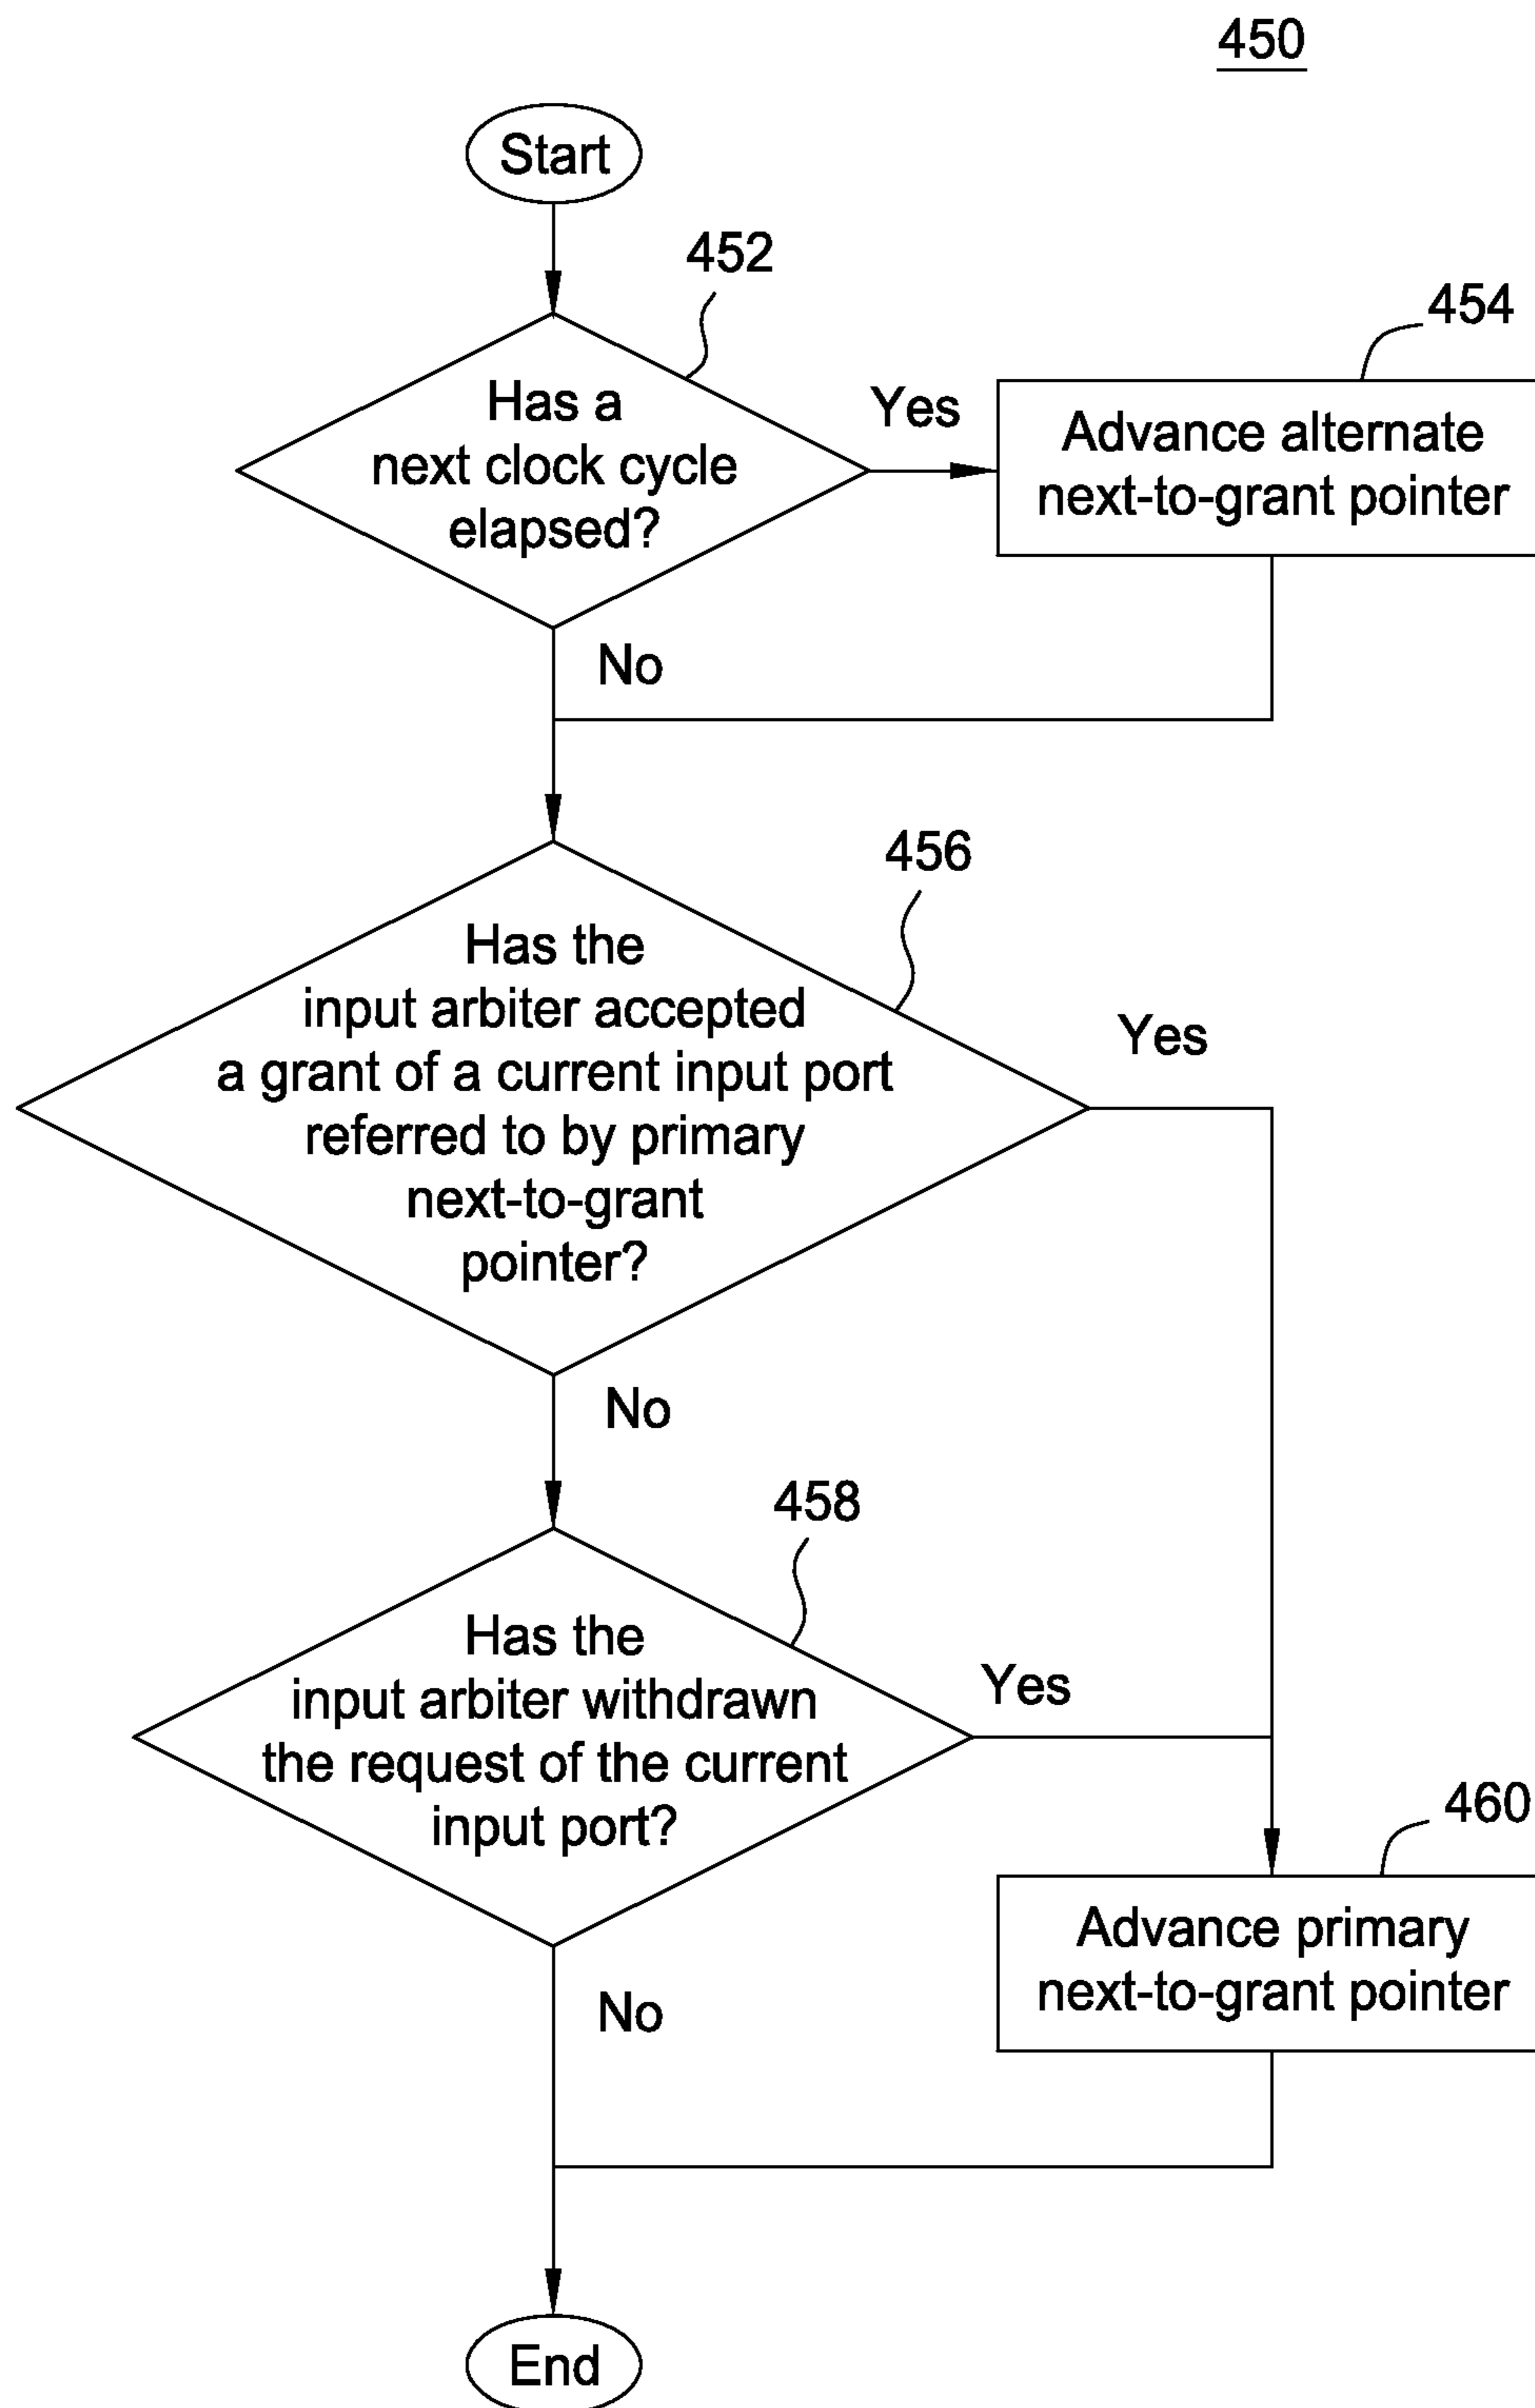 450
Start
452
Has a
next clock cycle
elapsed?
Yes
454
Advance alternate
next-to-grant pointer
No
456
Has the
input arbiter accepted
a grant of a current input port
referred to by primary
next-to-grant
pointer?
Yes
No
458
Has the
input arbiter withdrawn
the request of the current
input port?
Yes
460
Advance primary
next-to-grant pointer
No
End